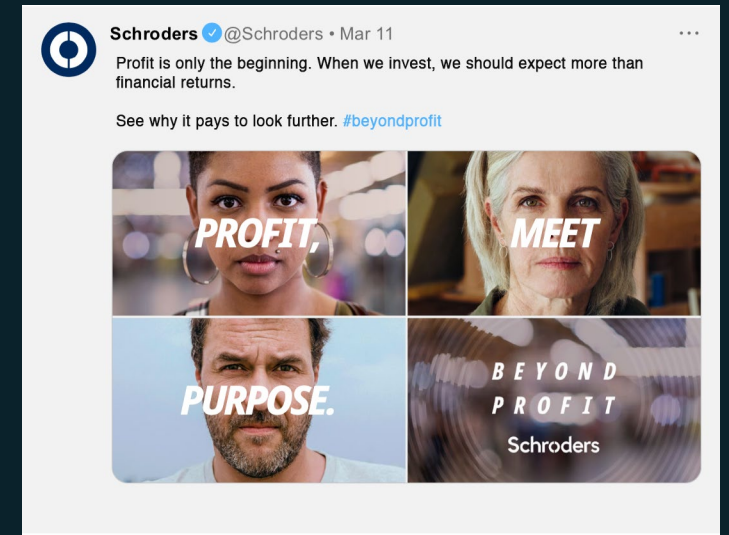 Schroders @Schroders • Mar 11
Profit is only the beginning. When we invest, we should expect more than
financial returns.
See why it pays to look further. #beyondprofit
PROFIT,
MEET
PURPOSE.
BEYOND
PROFIT
Schroders